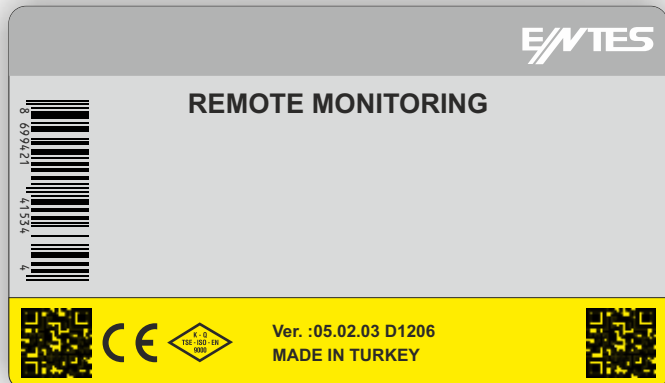 ENTES
REMOTE MONITORING
8 699421 41534 4
K - Q
TSE - ISO - EN
9000
Ver. :05.02.03 D1206
MADE IN TURKEY